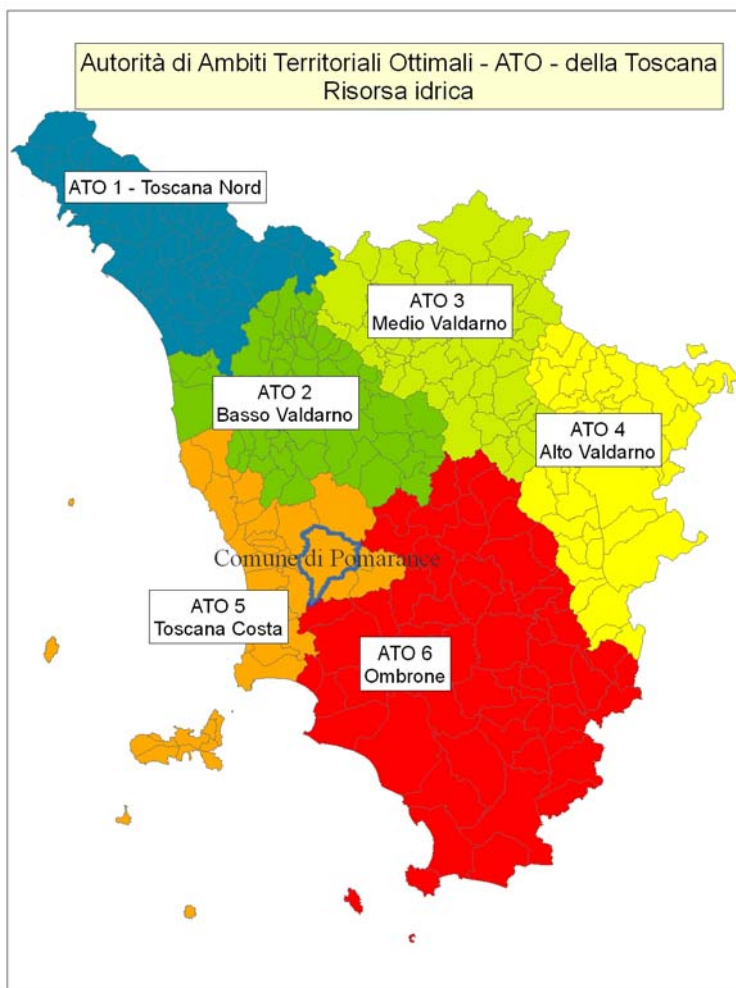 Autorità di Ambiti Territoriali Ottimali - ATO - della Toscana
Risorsa idrica
ATO 1 - Toscana Nord
ATO 3
Medio Valdarno
ATO 2
Basso Valdarno
ATO 4
Alto Valdarno
Comune di Pomarance
ATO 5
Toscana Costa
ATO 6
Ombrone